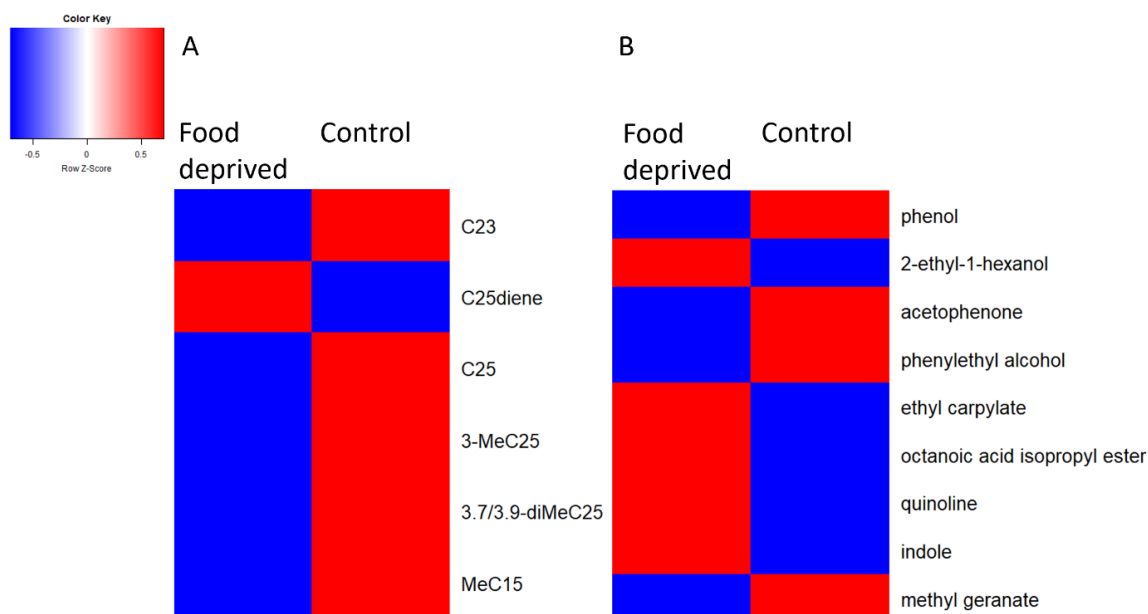 Color Key
-0.5 0 0.5
Row Z-Score
A
Food
deprived
Control
C23
C25diene
C25
3-MeC25
3.7/3.9-diMeC25
MeC15
B
Food
deprived
Control
phenol
2-ethyl-1-hexanol
acetophenone
phenylethyl alcohol
ethyl carpylate
octanoic acid isopropyl ester
quinoline
indole
methyl geranate